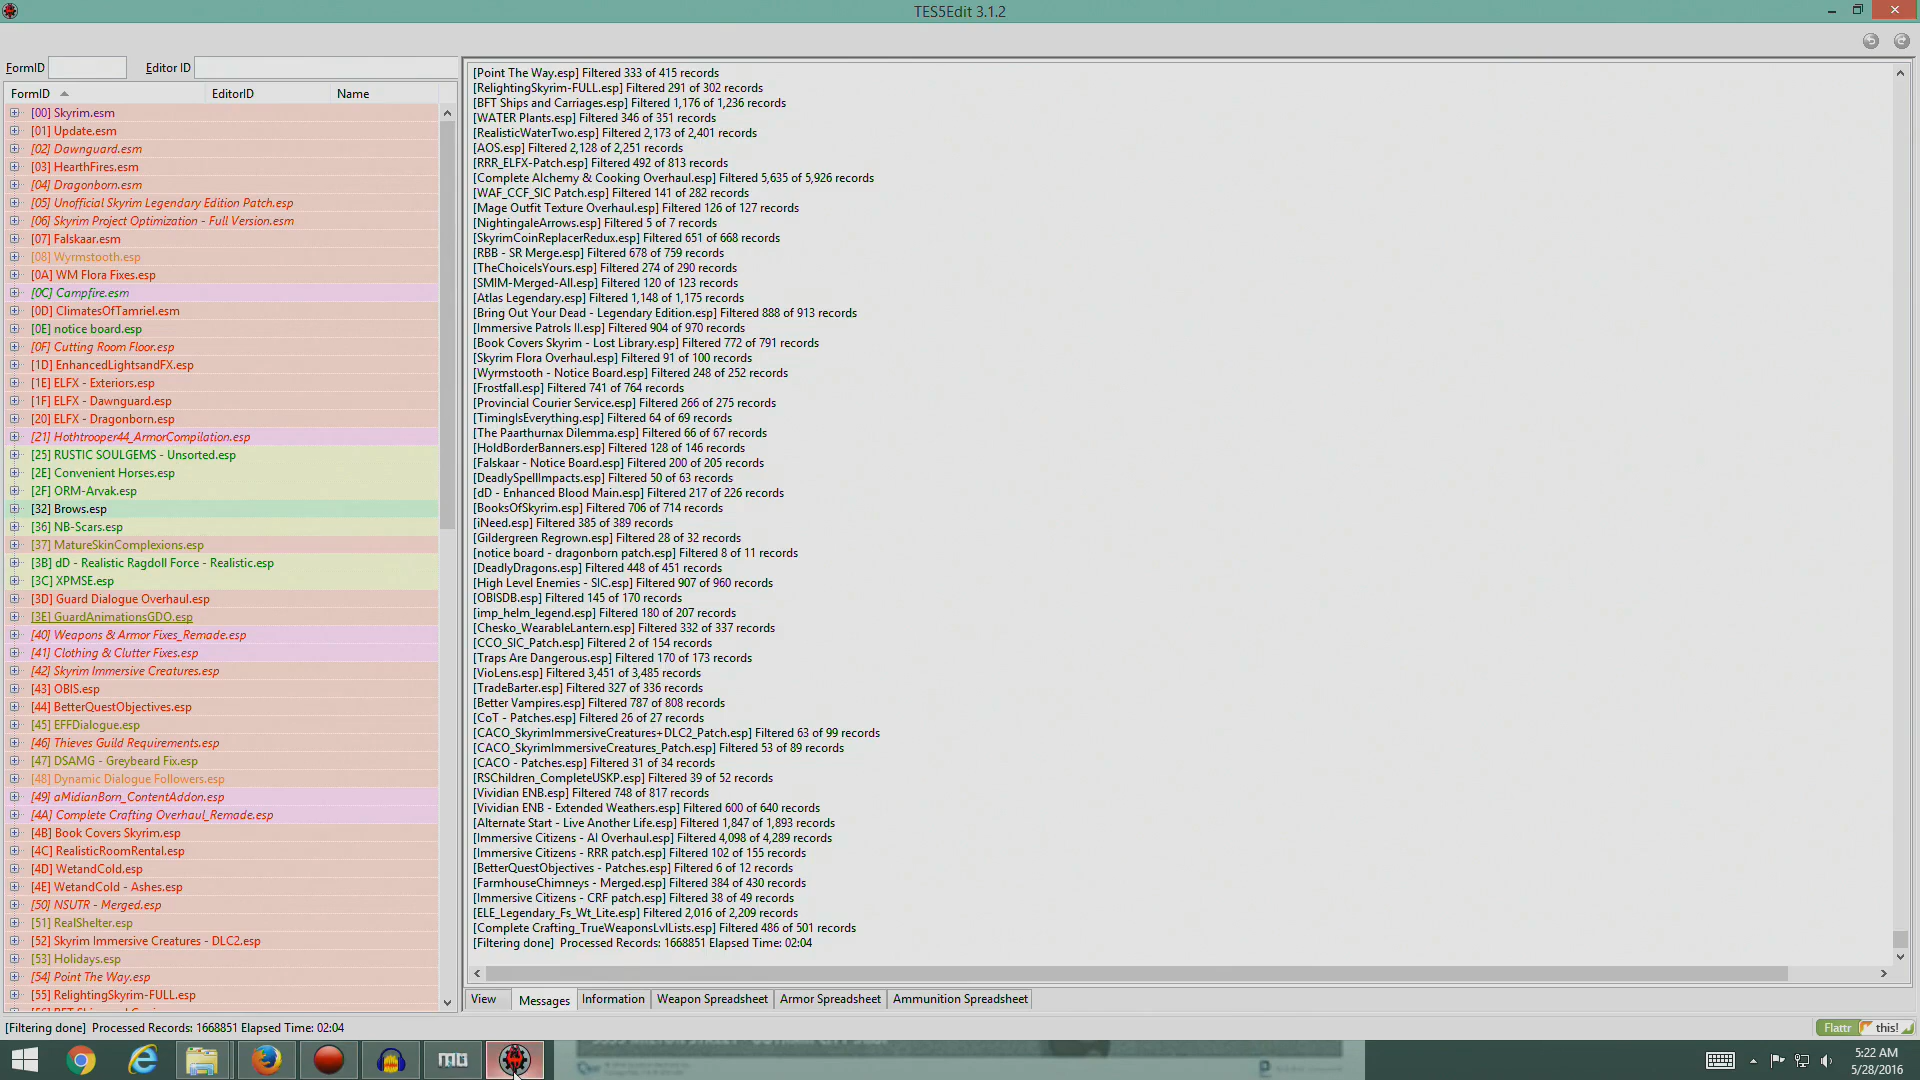 TES5Edit 3.1.2
FormID
Editor ID
FormID EditorID Name
[00] Skyrim.esm
[01] Update.esm
[02] Dawnguard.esm
[03] HearthFires.esm
[04] Dragonborn.esm
[05] Unofficial Skyrim Legendary Edition Patch.esp
[06] Skyrim Project Optimization - Full Version.esm
[07] Falskaar.esm
[08] Wyrmstooth.esp
[0A] WM Flora Fixes.esp
[0C] Campfire.esm
[0D] ClimatesOfTamriel.esm
[0E] notice board.esp
[0F] Cutting Room Floor.esp
[1D] EnhancedLightsandFX.esp
[1E] ELFX - Exteriors.esp
[1F] ELFX - Dawnguard.esp
[20] ELFX - Dragonborn.esp
[21] Hothtrooper44_ArmorCompilation.esp
[25] RUSTIC SOULGEMS - Unsorted.esp
[2E] Convenient Horses.esp
[2F] ORM-Arvak.esp
[32] Brows.esp
[36] NB-Scars.esp
[37] MatureSkinComplexions.esp
[3B] dD - Realistic Ragdoll Force - Realistic.esp
[3C] XPMSE.esp
[3D] Guard Dialogue Overhaul.esp
[3E] GuardAnimationsGDO.esp
[40] Weapons & Armor Fixes_Remade.esp
[41] Clothing & Clutter Fixes.esp
[42] Skyrim Immersive Creatures.esp
[43] OBIS.esp
[44] BetterQuestObjectives.esp
[45] EFFDialogue.esp
[46] Thieves Guild Requirements.esp
[47] DSAMG - Greybeard Fix.esp
[48] Dynamic Dialogue Followers.esp
[49] aMidianBorn_ContentAddon.esp
[4A] Complete Crafting Overhaul_Remade.esp
[4B] Book Covers Skyrim.esp
[4C] RealisticRoomRental.esp
[4D] WetandCold.esp
[4E] WetandCold - Ashes.esp
[50] NSUTR - Merged.esp
[51] RealShelter.esp
[52] Skyrim Immersive Creatures - DLC2.esp
[53] Holidays.esp
[54] Point The Way.esp
[55] RelightingSkyrim-FULL.esp
[Point The Way.esp] Filtered 333 of 415 records
[RelightingSkyrim-FULL.esp] Filtered 291 of 302 records
[BFT Ships and Carriages.esp] Filtered 1,176 of 1,236 records
[WATER Plants.esp] Filtered 346 of 351 records
[RealisticWaterTwo.esp] Filtered 2,173 of 2,401 records
[AOS.esp] Filtered 2,128 of 2,251 records
[RRR_ELFX-Patch.esp] Filtered 492 of 813 records
[Complete Alchemy & Cooking Overhaul.esp] Filtered 5,635 of 5,926 records
[WAF_CCF_SIC Patch.esp] Filtered 141 of 282 records
[Mage Outfit Texture Overhaul.esp] Filtered 126 of 127 records
[NightingaleArrows.esp] Filtered 5 of 7 records
[SkyrimCoinReplacerRedux.esp] Filtered 651 of 668 records
[RBB - SR Merge.esp] Filtered 678 of 759 records
[TheChoiceIsYours.esp] Filtered 274 of 290 records
[SMIM-Merged-All.esp] Filtered 120 of 123 records
[Atlas Legendary.esp] Filtered 1,148 of 1,175 records
[Bring Out Your Dead - Legendary Edition.esp] Filtered 888 of 913 records
[Immersive Patrols II.esp] Filtered 904 of 970 records
[Book Covers Skyrim - Lost Library.esp] Filtered 772 of 791 records
[Skyrim Flora Overhaul.esp] Filtered 91 of 100 records
[Wyrmstooth - Notice Board.esp] Filtered 248 of 252 records
[Frostfall.esp] Filtered 741 of 764 records
[Provincial Courier Service.esp] Filtered 266 of 275 records
[TimingIsEverything.esp] Filtered 64 of 69 records
[The Paarthurnax Dilemma.esp] Filtered 66 of 67 records
[HoldBorderBanners.esp] Filtered 128 of 146 records
[Falskaar - Notice Board.esp] Filtered 200 of 205 records
[DeadlySpellImpacts.esp] Filtered 50 of 63 records
[dD - Enhanced Blood Main.esp] Filtered 217 of 226 records
[BooksOfSkyrim.esp] Filtered 706 of 714 records
[iNeed.esp] Filtered 385 of 389 records
[Gildergreen Regrown.esp] Filtered 28 of 32 records
[notice board - dragonborn patch.esp] Filtered 8 of 11 records
[DeadlyDragons.esp] Filtered 448 of 451 records
[High Level Enemies - SIC.esp] Filtered 907 of 960 records
[OBISDB.esp] Filtered 145 of 170 records
[imp_helm_legend.esp] Filtered 180 of 207 records
[Chesko_WearableLantern.esp] Filtered 332 of 337 records
[CCO_SIC_Patch.esp] Filtered 2 of 154 records
[Traps Are Dangerous.esp] Filtered 170 of 173 records
[VioLens.esp] Filtered 3,451 of 3,485 records
[TradeBarter.esp] Filtered 327 of 336 records
[Better Vampires.esp] Filtered 787 of 808 records
[CoT - Patches.esp] Filtered 26 of 27 records
[CACO_SkyrimImmersiveCreatures+DLC2_Patch.esp] Filtered 63 of 99 records
[CACO_SkyrimImmersiveCreatures_Patch.esp] Filtered 53 of 89 records
[CACO - Patches.esp] Filtered 31 of 34 records
[RSChildren_CompleteUSKP.esp] Filtered 39 of 52 records
[Vividian ENB.esp] Filtered 748 of 817 records
[Vividian ENB - Extended Weathers.esp] Filtered 600 of 640 records
[Alternate Start - Live Another Life.esp] Filtered 1,847 of 1,893 records
[Immersive Citizens - AI Overhaul.esp] Filtered 4,098 of 4,289 records
[Immersive Citizens - RRR patch.esp] Filtered 102 of 155 records
[BetterQuestObjectives - Patches.esp] Filtered 6 of 12 records
[FarmhouseChimneys - Merged.esp] Filtered 384 of 430 records
[Immersive Citizens - CRF patch.esp] Filtered 38 of 49 records
[ELE_Legendary_Fs_Wt_Lite.esp] Filtered 2,016 of 2,209 records
[Complete Crafting_TrueWeaponsLvlLists.esp] Filtered 486 of 501 records
[Filtering done] Processed Records: 1668851 Elapsed Time: 02:04
View Messages Information Weapon Spreadsheet Armor Spreadsheet Ammunition Spreadsheet
[Filtering done] Processed Records: 1668851 Elapsed Time: 02:04
Flattr this!
5:22 AM
5/28/2016